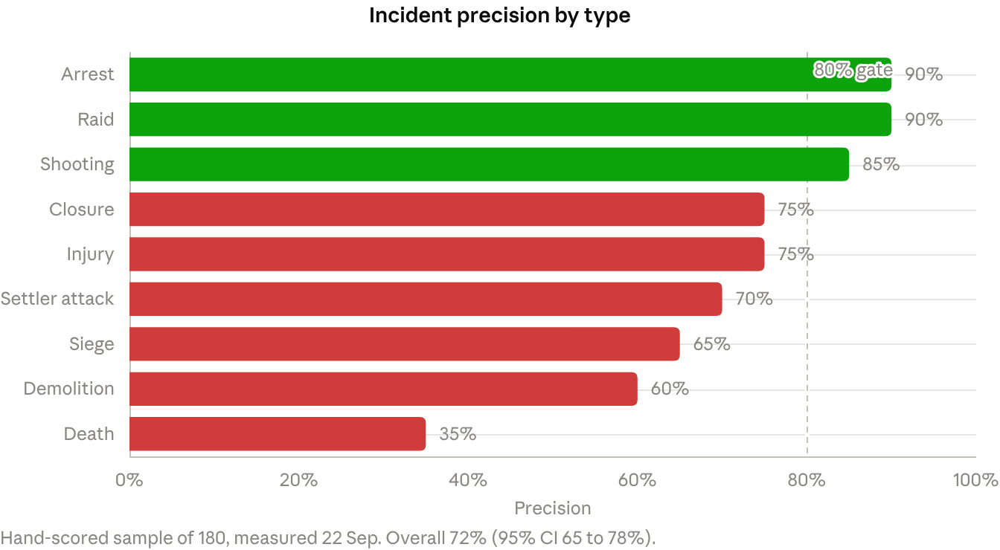 Incident precision by type
Arrest
80% gate
90%
Raid
90%
Shooting
85%
Closure
75%
Injury
75%
Settler attack
70%
Siege
65%
Demolition
60%
Death
35%
0%
20%
40%
60%
80%
100%
Precision
Hand-scored sample of 180, measured 22 Sep. Overall 72% (95% CI 65 to 78%).